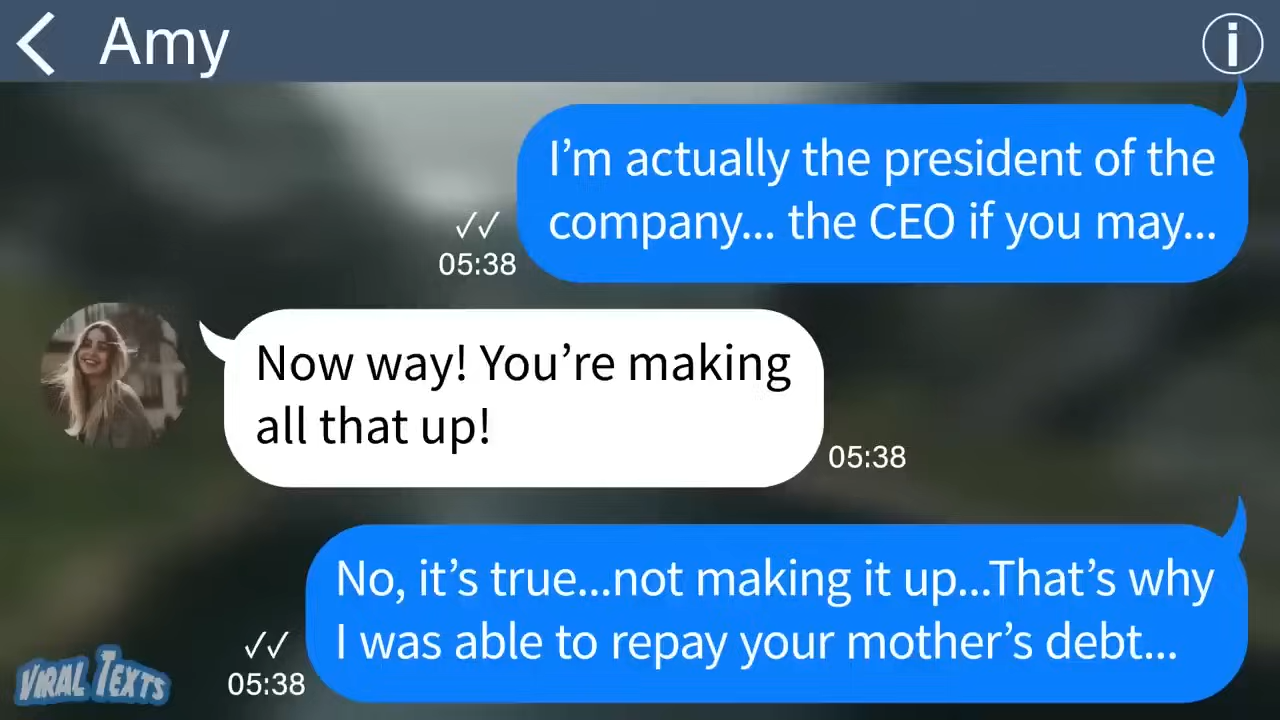 Amy
i
I’m actually the president of the
company... the CEO if you may...
05:38
Now way! You’re making
all that up!
05:38
No, it’s true...not making it up...That’s why
I was able to repay your mother’s debt...
05:38
VIRAL TEXTS